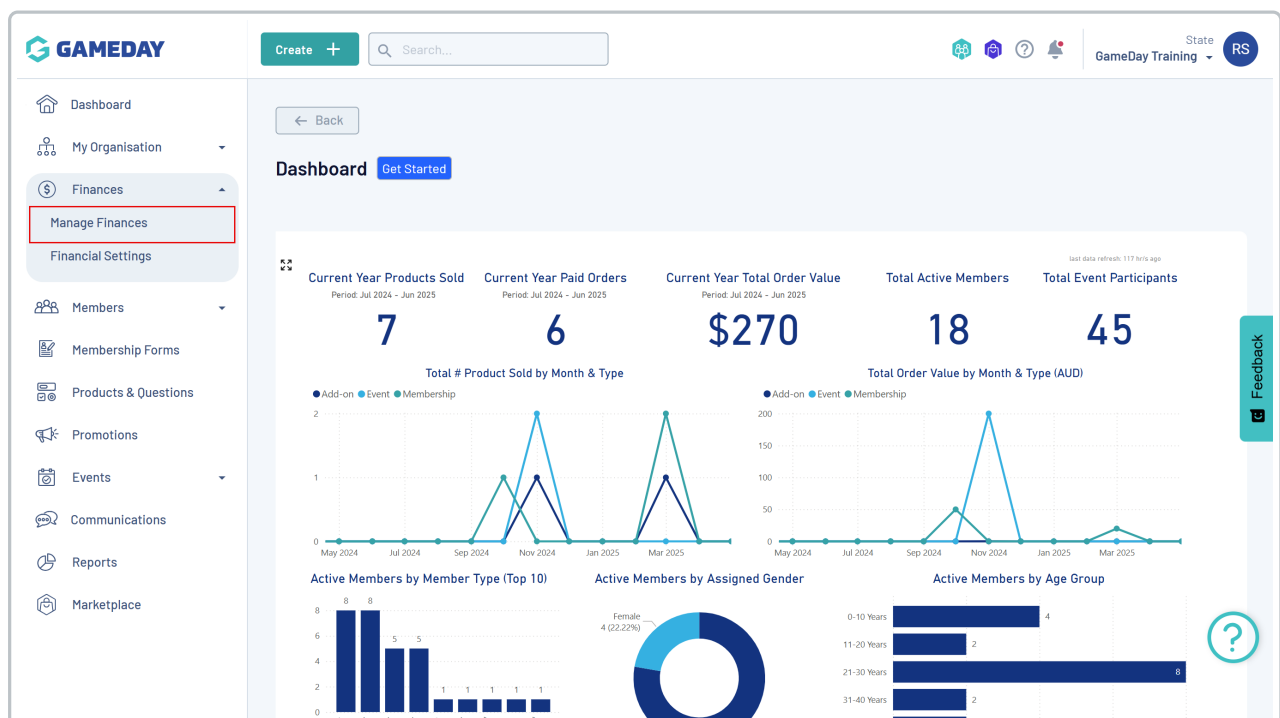 GAMEDAY
Create +
Search...
State
GameDay Training
RS
Dashboard
My Organisation
Finances
Manage Finances
Financial Settings
Members
Membership Forms
Products & Questions
Promotions
Events
Communications
Reports
Marketplace
← Back
Dashboard Get Started
last data refresh: 117 hr/s ago
Current Year Products Sold
Period: Jul 2024 - Jun 2025
7
Current Year Paid Orders
Period: Jul 2024 - Jun 2025
6
Current Year Total Order Value
Period: Jul 2024 - Jun 2025
$270
Total Active Members
18
Total Event Participants
45
Total # Product Sold by Month & Type
Add-on Event Membership
2
1
0
May 2024 Jul 2024 Sep 2024 Nov 2024 Jan 2025 Mar 2025
Total Order Value by Month & Type (AUD)
Add-on Event Membership
200
150
100
50
0
May 2024 Jul 2024 Sep 2024 Nov 2024 Jan 2025 Mar 2025
Feedback
Active Members by Member Type (Top 10)
8 8 5 5 1 1 1 1 1
8
6
4
2
0
Active Members by Assigned Gender
Female
4 (22.22%)
Active Members by Age Group
0-10 Years 4
11-20 Years 2
21-30 Years 8
31-40 Years 2
?